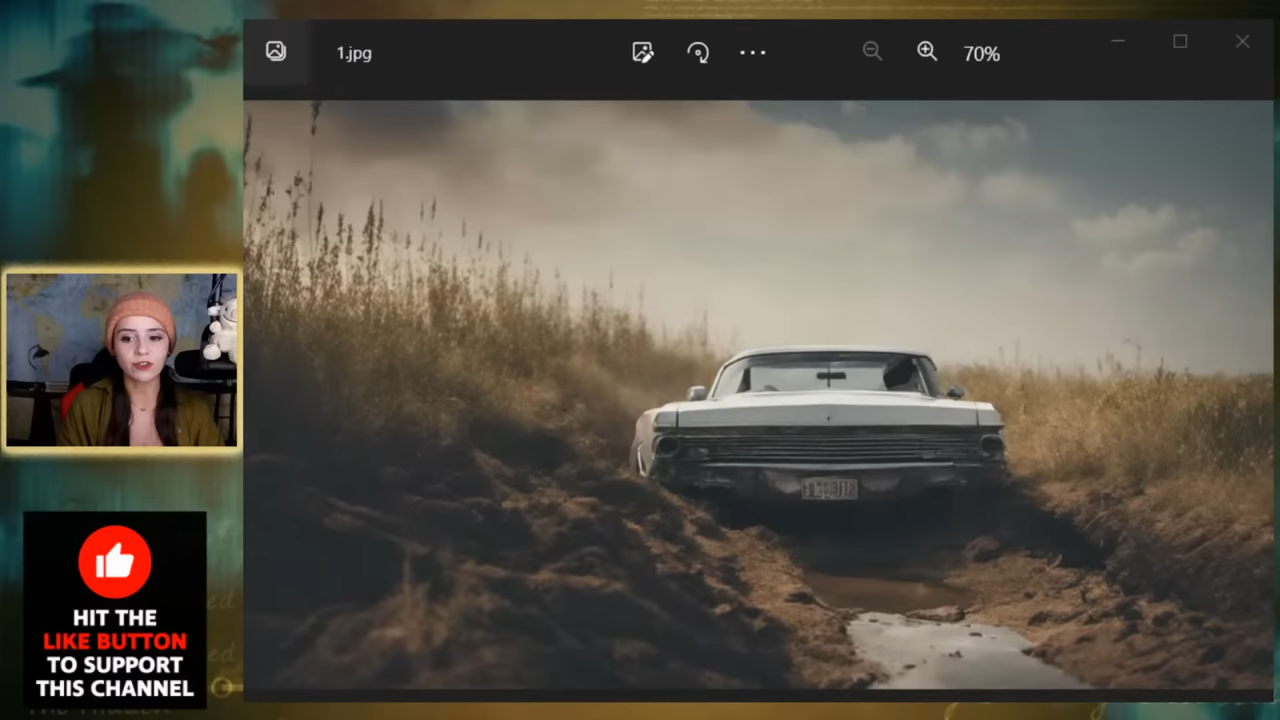 1.jpg
70%
HIT THE
LIKE BUTTON
TO SUPPORT
THIS CHANNEL